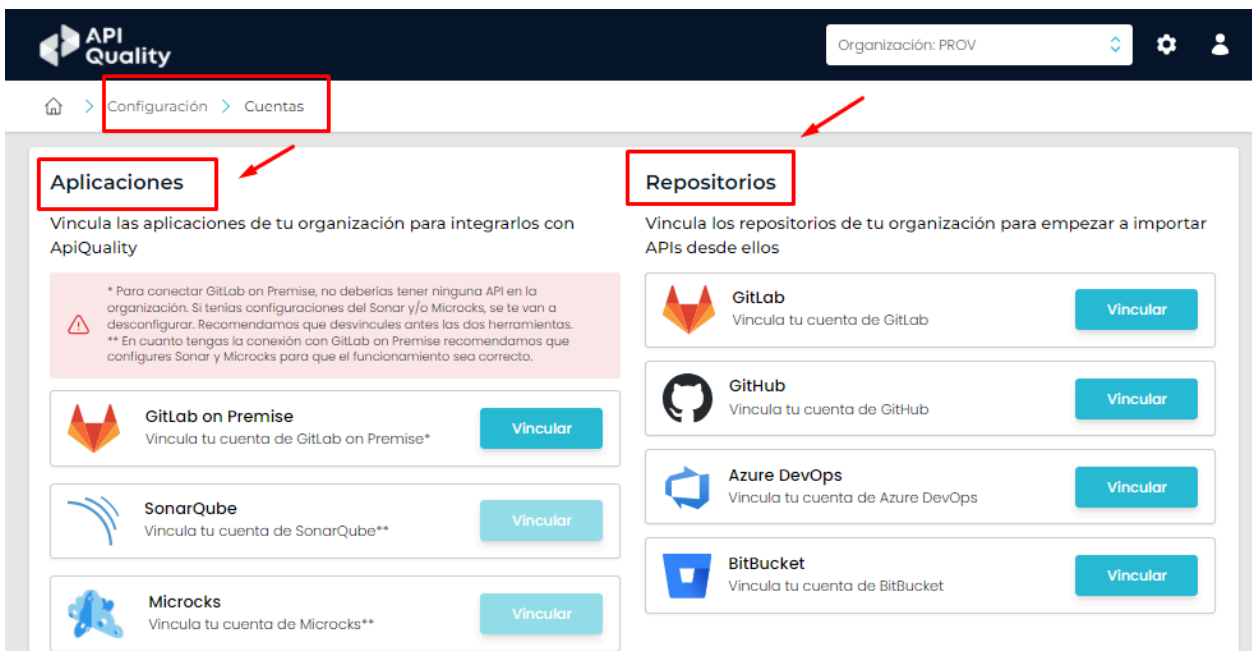 API
Quality
Organización: PROV
Configuración > Cuentas
Aplicaciones
Vincula las aplicaciones de tu organización para integrarlos con
ApiQuality
* Para conectar GitLab on Premise, no deberías tener ninguna API en la
organización. Si tenías configuraciones del Sonar y/o Microcks, se te van a
desconfigurar. Recomendamos que desvincules antes las dos herramientas.
** En cuanto tengas la conexión con GitLab on Premise recomendamos que
configures Sonar y Microcks para que el funcionamiento sea correcto.
GitLab on Premise
Vincula tu cuenta de GitLab on Premise*
Vincular
SonarQube
Vincula tu cuenta de SonarQube**
Vincular
Microcks
Vincula tu cuenta de Microcks**
Vincular
Repositorios
Vincula los repositorios de tu organización para empezar a importar
APIs desde ellos
GitLab
Vincula tu cuenta de GitLab
Vincular
GitHub
Vincula tu cuenta de GitHub
Vincular
Azure DevOps
Vincula tu cuenta de Azure DevOps
Vincular
BitBucket
Vincula tu cuenta de BitBucket
Vincular